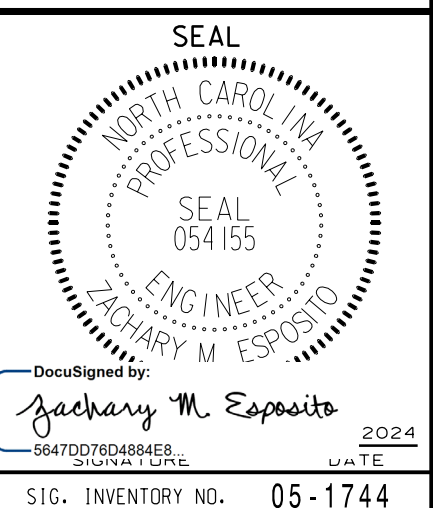 SEAL
NORTH CAROLINA
PROFESSIONAL
SEAL
054155
ENGINEER
ZACHARY M ESPOSITO
DocuSigned by:
Zachary M. Esposito
2024
5647DD76D4884E8...
SIGNATURE DATE
SIG. INVENTORY NO. 05-1744